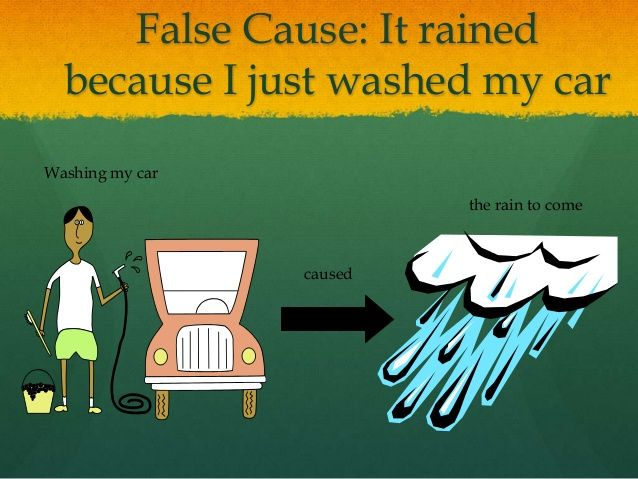 False Cause: It rained
because I just washed my car
Washing my car
the rain to come
caused